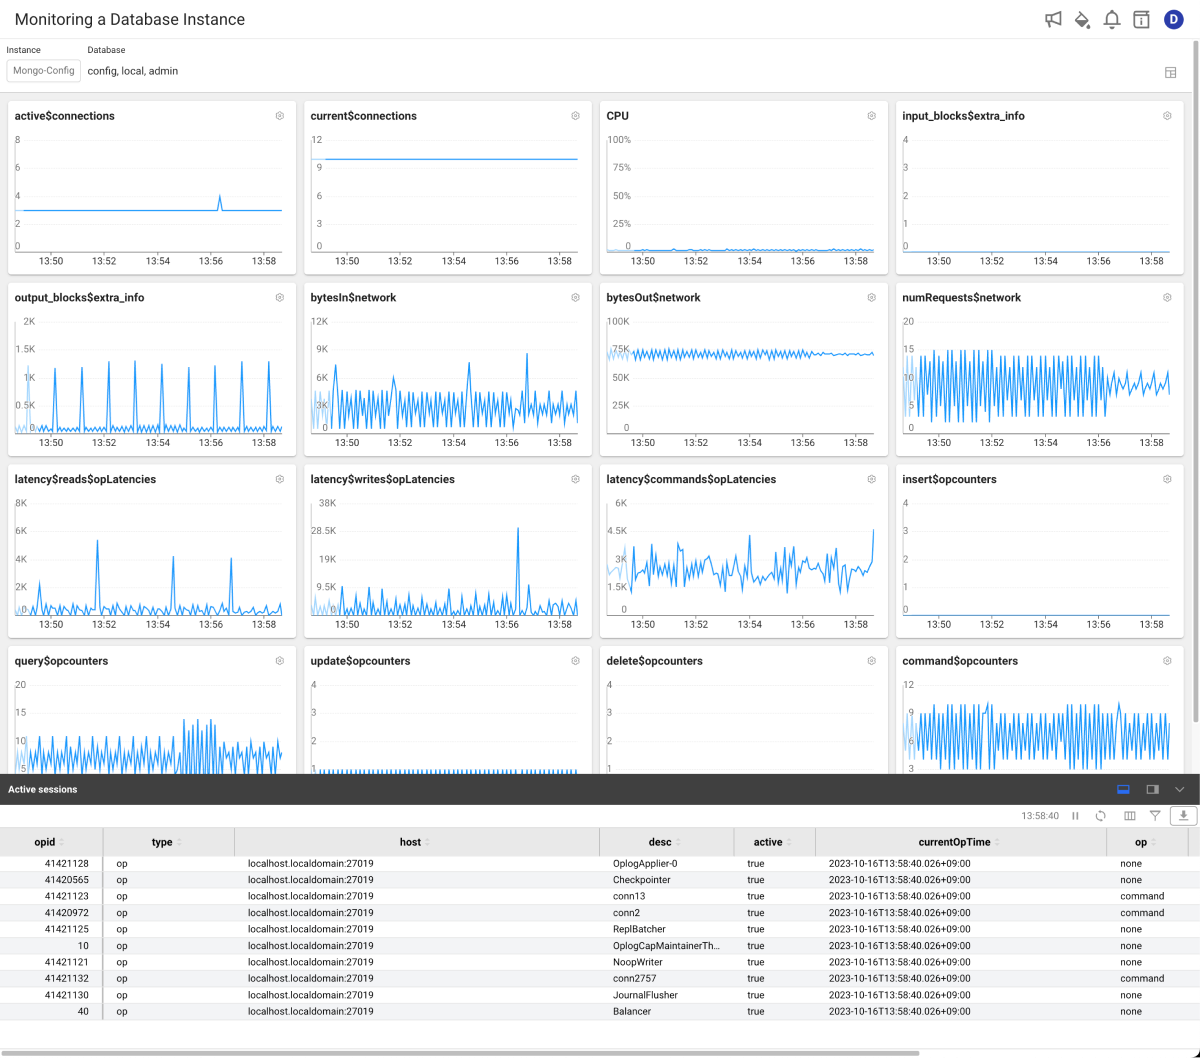 Monitoring a Database Instance
D
Instance Database
Mongo-Config config, local, admin
active$connections
8
6
4
2
0
13:50 13:52 13:54 13:56 13:58
current$connections
12
9
6
3
0
13:50 13:52 13:54 13:56 13:58
CPU
100%
75%
50%
25%
0
13:50 13:52 13:54 13:56 13:58
input_blocks$extra_info
4
3
2
1
0
13:50 13:52 13:54 13:56 13:58
output_blocks$extra_info
2K
1.5K
1K
0.5K
0
13:50 13:52 13:54 13:56 13:58
bytesIn$network
12K
9K
6K
3K
0
13:50 13:52 13:54 13:56 13:58
bytesOut$network
100K
75K
50K
25K
0
13:50 13:52 13:54 13:56 13:58
numRequests$network
20
15
10
5
0
13:50 13:52 13:54 13:56 13:58
latency$reads$opLatencies
8K
6K
4K
2K
0
13:50 13:52 13:54 13:56 13:58
latency$writes$opLatencies
38K
28.5K
19K
9.5K
0
13:50 13:52 13:54 13:56 13:58
latency$commands$opLatencies
6K
4.5K
3K
1.5K
0
13:50 13:52 13:54 13:56 13:58
insert$opcounters
4
3
2
1
0
13:50 13:52 13:54 13:56 13:58
query$opcounters
20
15
10
5
update$opcounters
4
3
2
1
delete$opcounters
4
3
2
1
command$opcounters
12
9
6
3
Active sessions
13:58:40
opid type host desc active currentOpTime op
41421128 op localhost.localdomain:27019 OplogApplier-0 true 2023-10-16T13:58:40.026+09:00 none
41420565 op localhost.localdomain:27019 Checkpointer true 2023-10-16T13:58:40.026+09:00 none
41421123 op localhost.localdomain:27019 conn13 true 2023-10-16T13:58:40.026+09:00 command
41420972 op localhost.localdomain:27019 conn2 true 2023-10-16T13:58:40.026+09:00 command
41421125 op localhost.localdomain:27019 ReplBatcher true 2023-10-16T13:58:40.026+09:00 none
10 op localhost.localdomain:27019 OplogCapMaintainerTh... true 2023-10-16T13:58:40.026+09:00 none
41421121 op localhost.localdomain:27019 NoopWriter true 2023-10-16T13:58:40.026+09:00 none
41421132 op localhost.localdomain:27019 conn2757 true 2023-10-16T13:58:40.026+09:00 command
41421130 op localhost.localdomain:27019 JournalFlusher true 2023-10-16T13:58:40.026+09:00 none
40 op localhost.localdomain:27019 Balancer true 2023-10-16T13:58:40.026+09:00 none